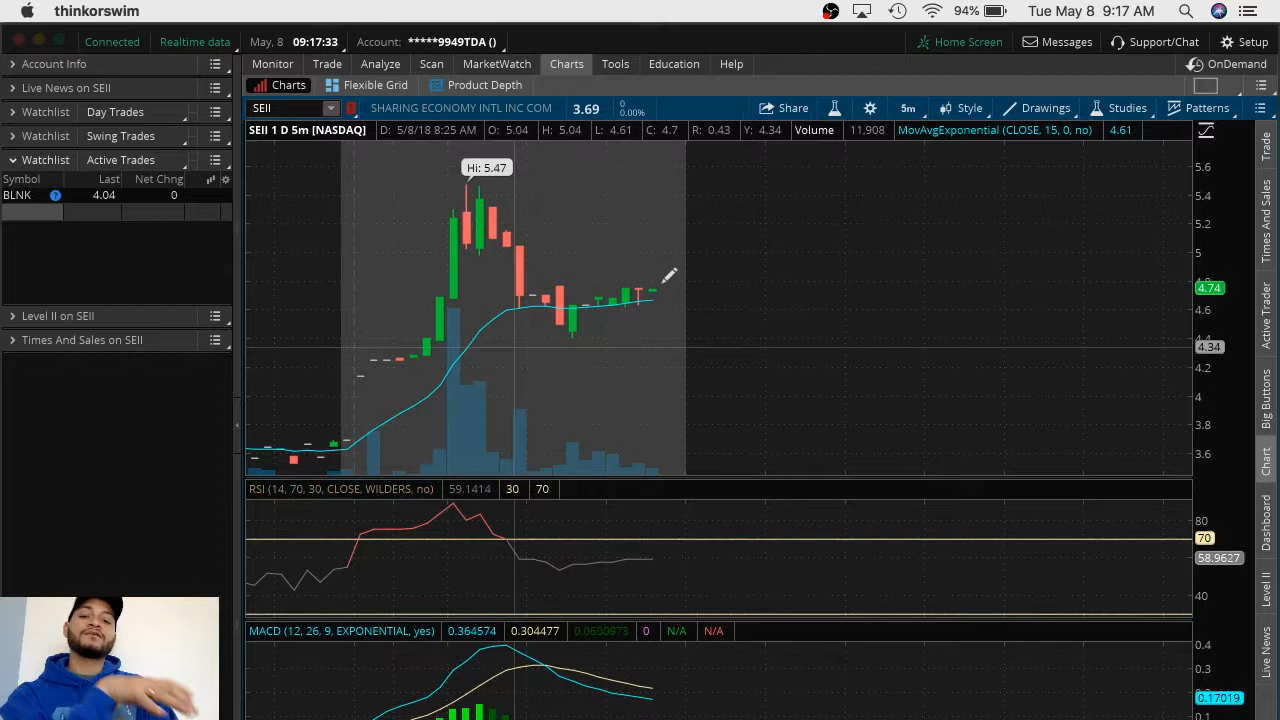 thinkorswim
94%
Tue May 8 9:17 AM
Connected
Realtime data
May, 8 09:17:33
Account: *****9949TDA ()
Home Screen
Messages
Support/Chat
Setup
Account Info
Live News on SEII
Watchlist Day Trades
Watchlist Swing Trades
Watchlist Active Trades
Symbol Last Net Chng
BLNK 4.04 0
Level II on SEII
Times And Sales on SEII
Monitor Trade Analyze Scan MarketWatch Charts Tools Education Help
OnDemand
Charts Flexible Grid Product Depth
SEII SHARING ECONOMY INTL INC COM 3.69 0 0.00%
Share 5m Style Drawings Studies Patterns
SEII 1 D 5m [NASDAQ] D: 5/8/18 8:25 AM O: 5.04 H: 5.04 L: 4.61 C: 4.7 R: 0.43 Y: 4.34 Volume 11,908 MovAvgExponential (CLOSE, 15, 0, no) 4.61
Hi: 5.47
5.6
5.4
5.2
5
4.8
4.74
4.6
4.4
4.34
4.2
4
3.8
3.6
RSI (14, 70, 30, CLOSE, WILDERS, no) 59.1414 30 70
80
70
58.9627
40
MACD (12, 26, 9, EXPONENTIAL, yes) 0.364574 0.304477 0.0600973 0 N/A N/A
0.4
0.3
0.17019
0.1
Trade
Times And Sales
Active Trader
Big Buttons
Chart
Depth
Level II
Live News